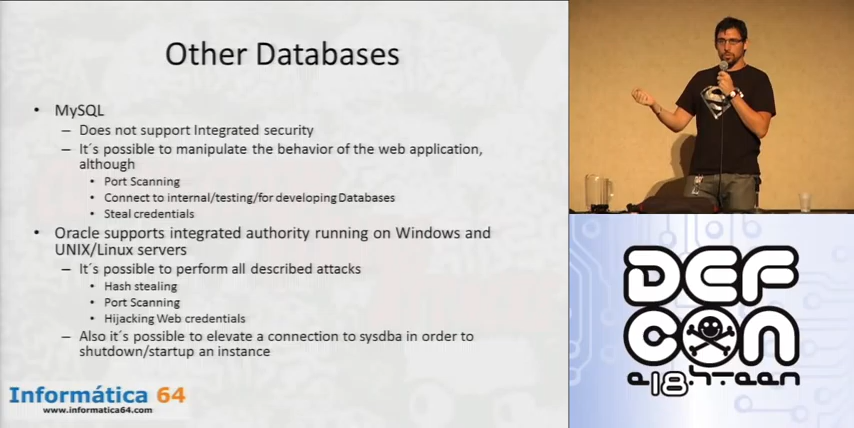 Other Databases
• MySQL
– Does not support Integrated security
– It´s possible to manipulate the behavior of the web application,
although
• Port Scanning
• Connect to internal/testing/for developing Databases
• Steal credentials
• Oracle supports integrated authority running on Windows and
UNIX/Linux servers
– It´s possible to perform all described attacks
• Hash stealing
• Port Scanning
• Hijacking Web credentials
– Also it´s possible to elevate a connection to sysdba in order to
shutdown/startup an instance
Informática 64
www.informatica64.com
DEF
CON
e18h.teen